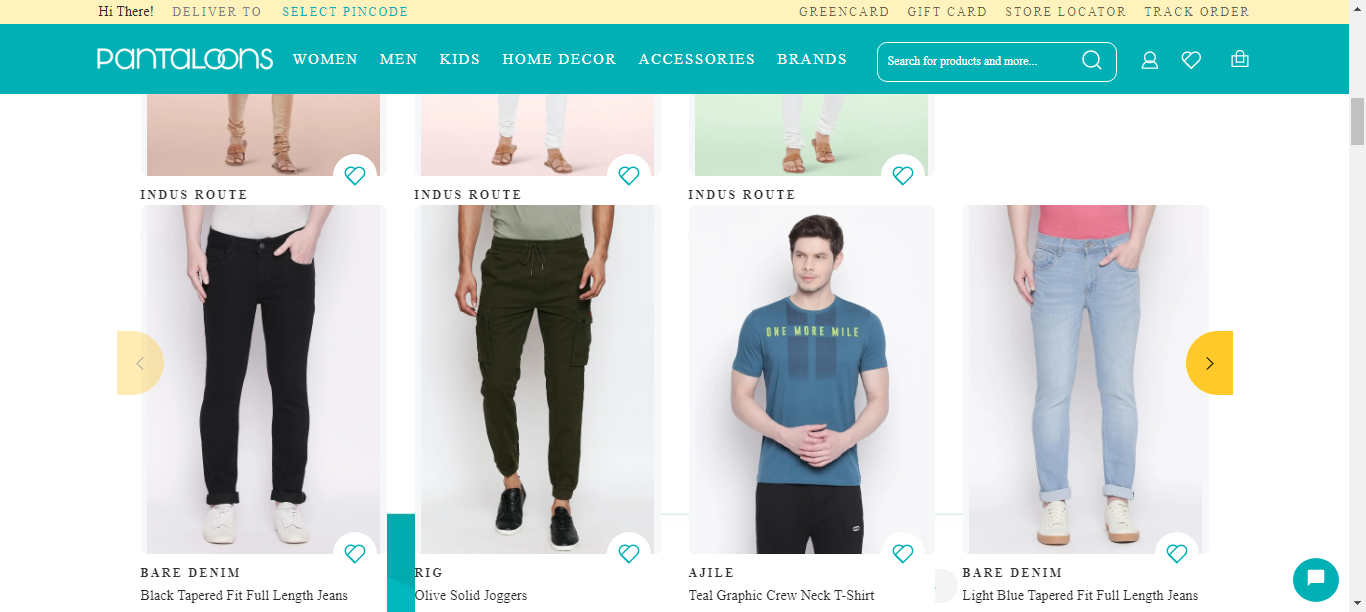 Hi There! DELIVER TO SELECT PINCODE GREENCARD GIFT CARD STORE LOCATOR TRACK ORDER
PANTALOONS WOMEN MEN KIDS HOME DECOR ACCESSORIES BRANDS Search for products and more...
INDUS ROUTE INDUS ROUTE INDUS ROUTE
ONE MORE MILE
BARE DENIM RIG AJILE BARE DENIM
Black Tapered Fit Full Length Jeans Olive Solid Joggers Teal Graphic Crew Neck T-Shirt Light Blue Tapered Fit Full Length Jeans